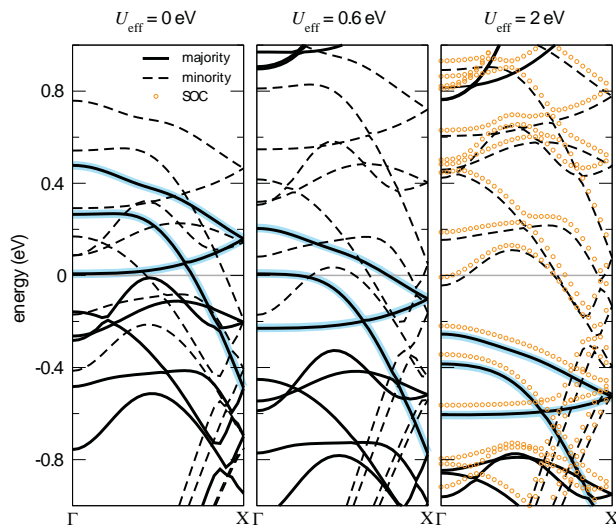 U_eff = 0 eV U_eff = 0.6 eV U_eff = 2 eV
majority
minority
SOC
0.8
0.4
0
-0.4
-0.8
energy (eV)
Γ X Γ X Γ X